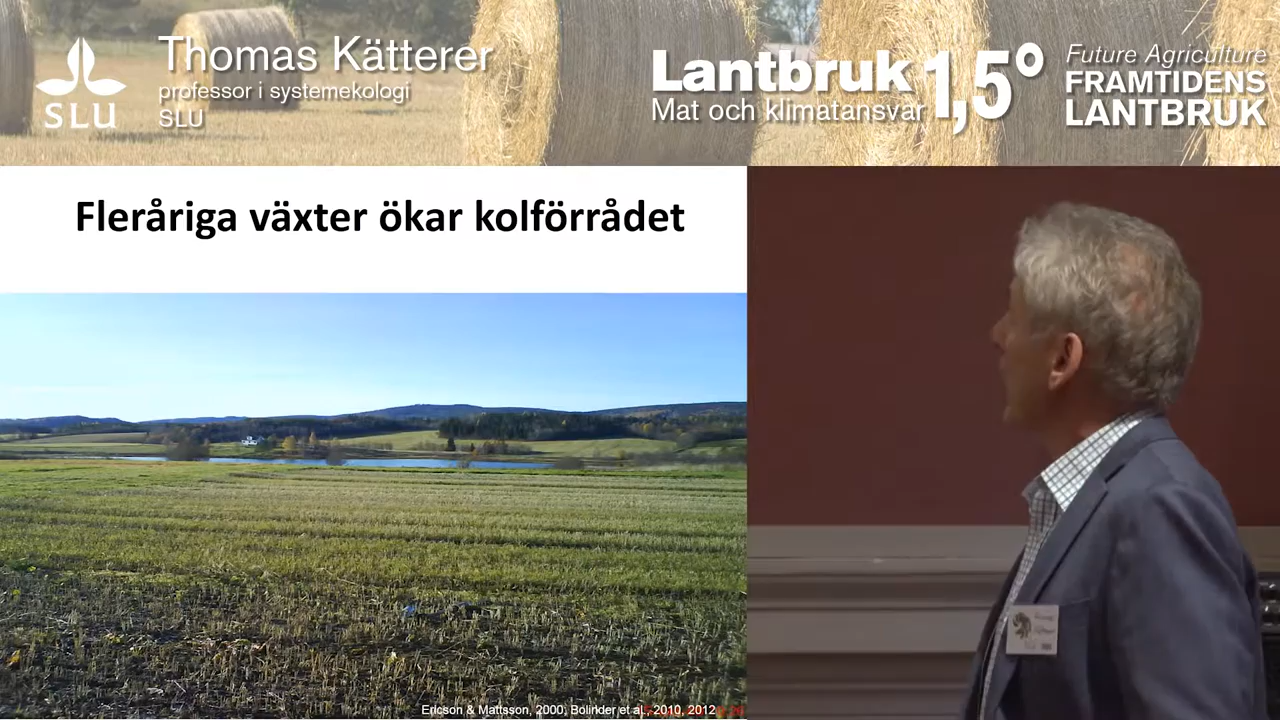 SLU
Thomas Kätterer
professor i systemekologi
SLU
Lantbruk 1,5°
Mat och klimatansvar
Future Agriculture
FRAMTIDENS
LANTBRUK
Fleråriga växter ökar kolförrådet
Ericson & Mattsson, 2000, Bolinder et al., 2010, 2012